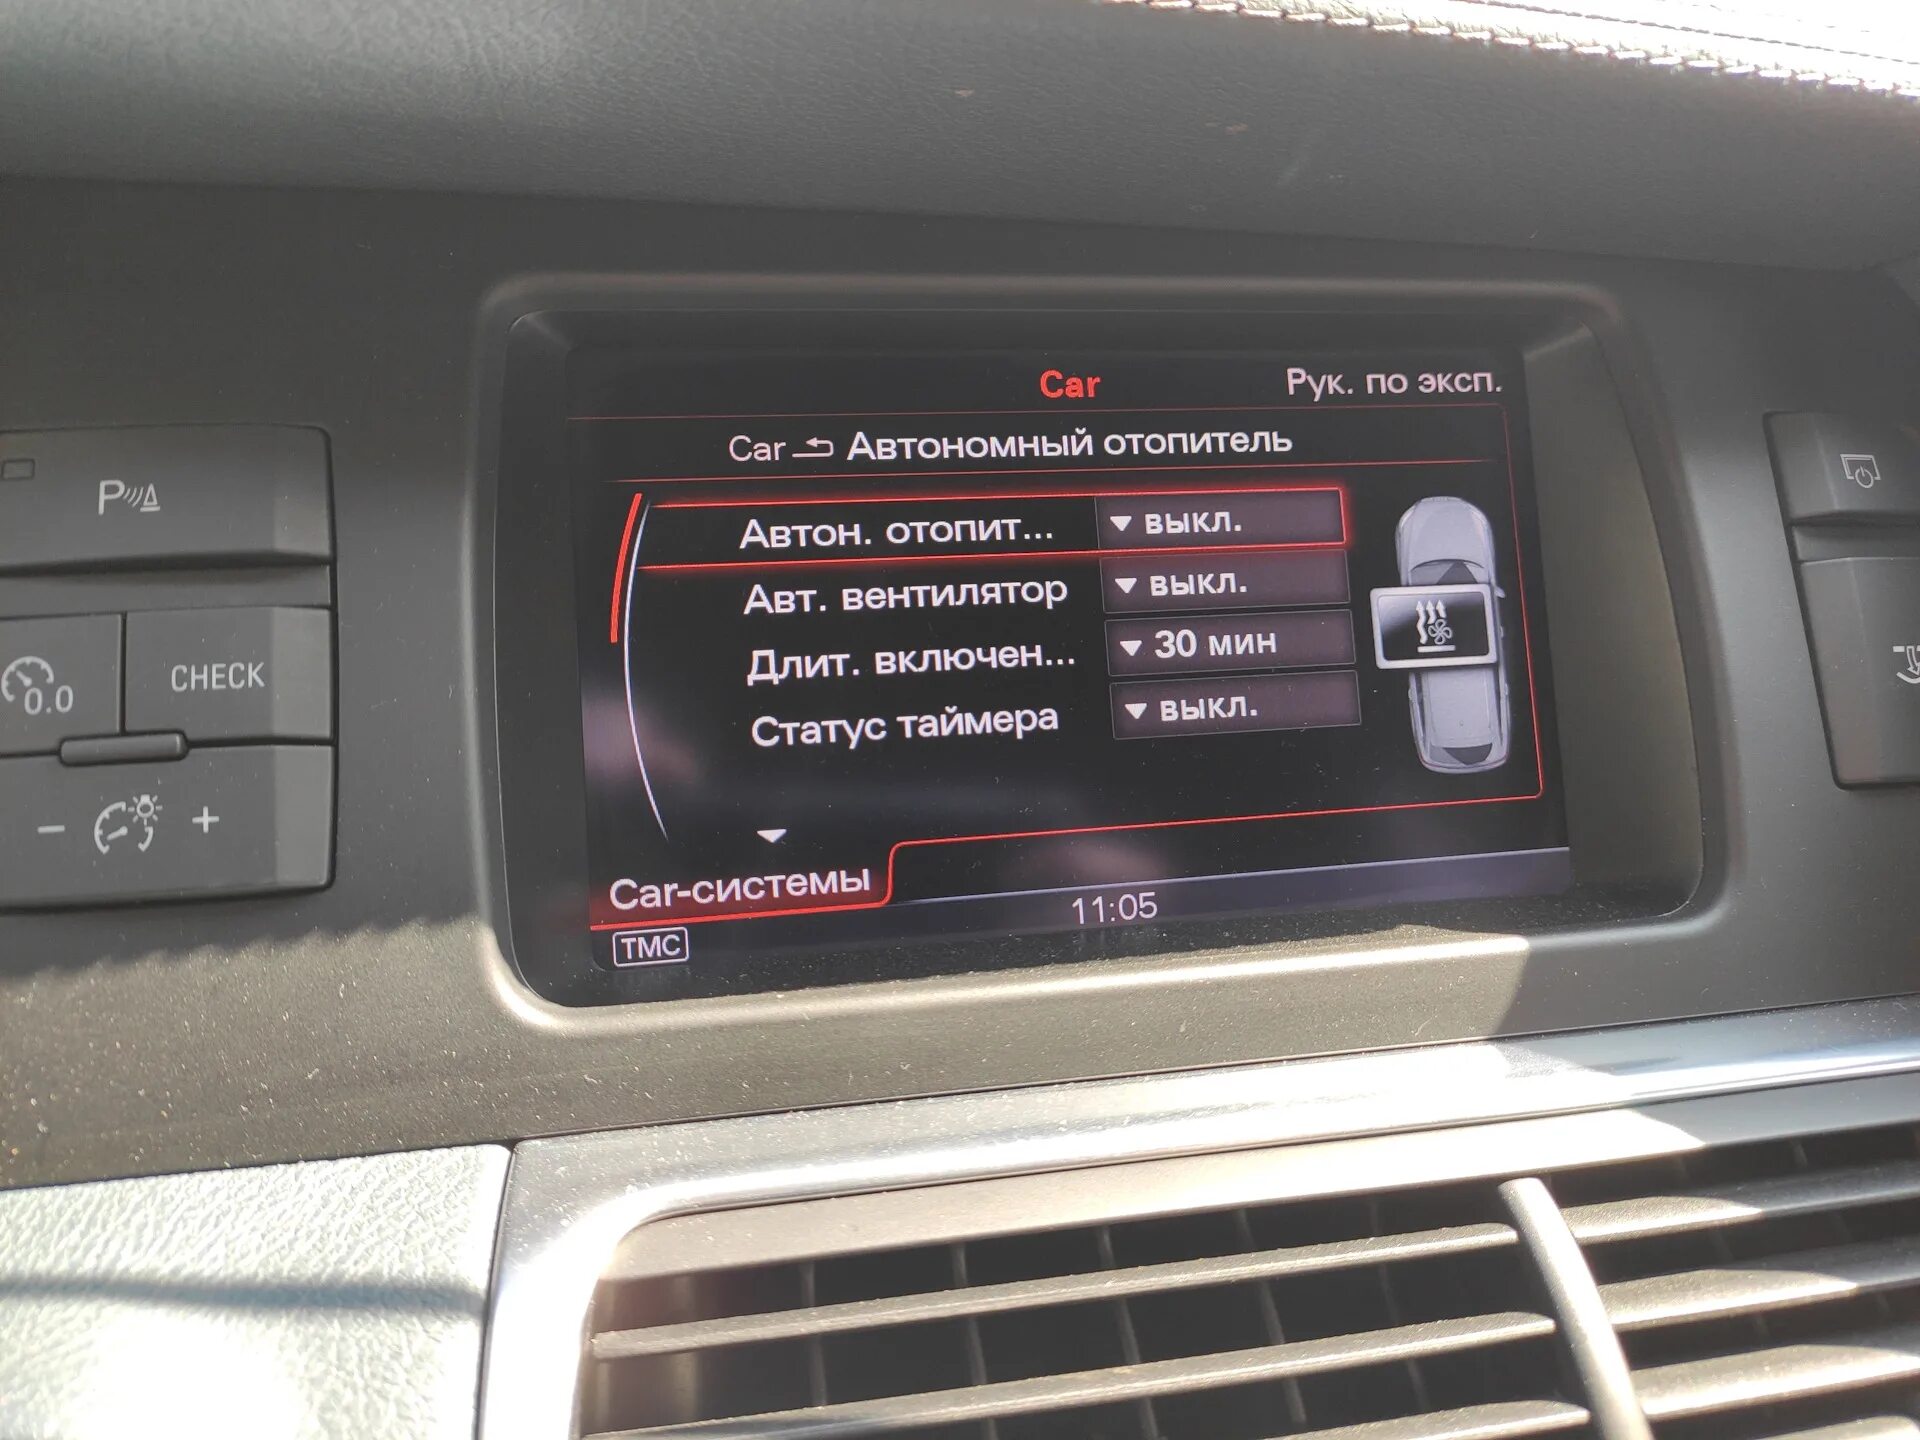 Car
Рук. по эксп.
Car Автономный отопитель
Автон. отопит... выкл.
Авт. вентилятор выкл.
Длит. включен... 30 мин
Статус таймера выкл.
Car-системы
11:05
TMC
P
0.0
CHECK
- +